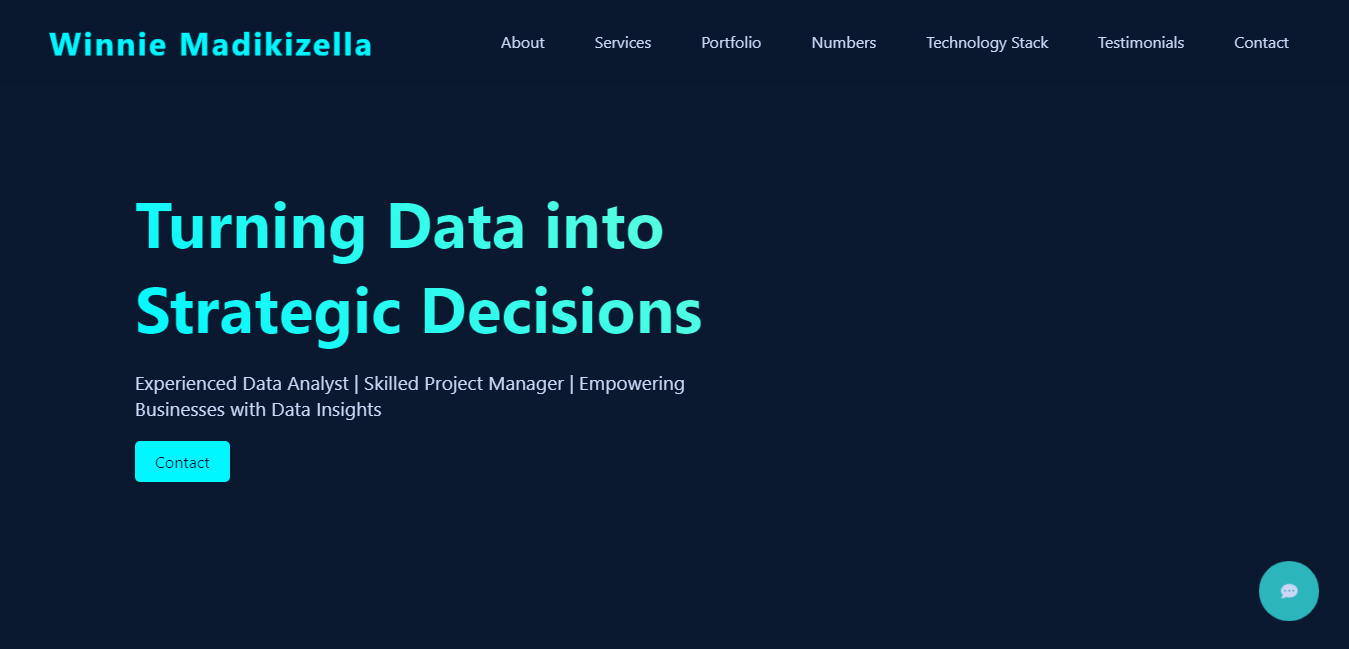 Winnie Madikizella
About Services Portfolio Numbers Technology Stack Testimonials Contact
Turning Data into
Strategic Decisions
Experienced Data Analyst | Skilled Project Manager | Empowering
Businesses with Data Insights
Contact